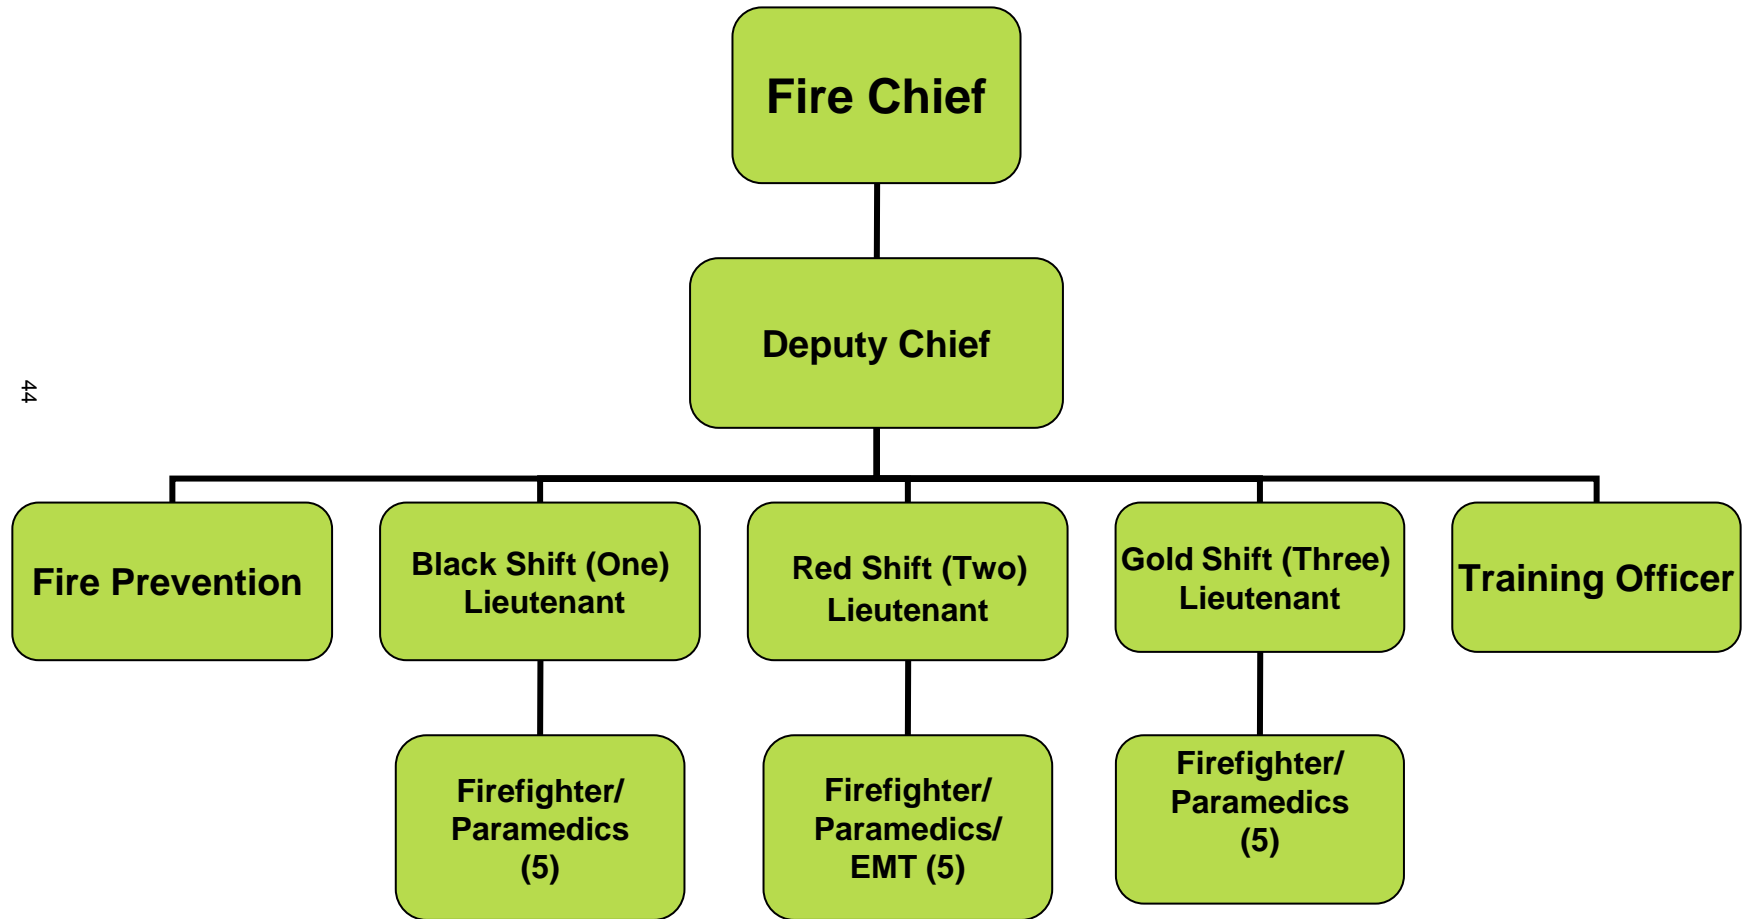 Fire Chief
Deputy Chief
44
Fire Prevention
Black Shift (One)
Lieutenant
Red Shift (Two)
Lieutenant
Gold Shift (Three)
Lieutenant
Training Officer
Firefighter/
Paramedics
(5)
Firefighter/
Paramedics/
EMT (5)
Firefighter/
Paramedics
(5)